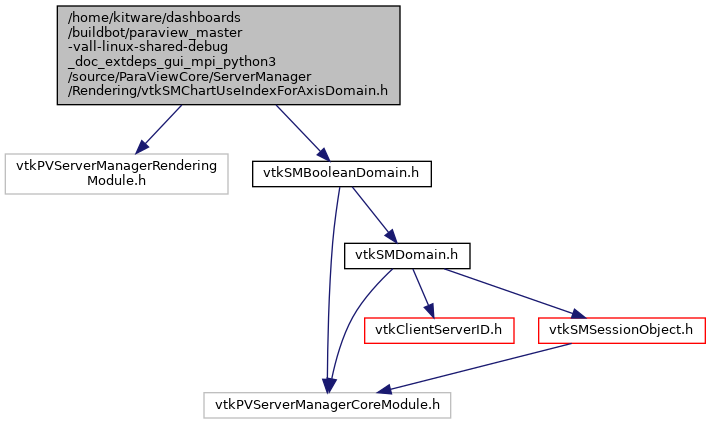 /home/kitware/dashboards
/buildbot/paraview_master
-vall-linux-shared-debug
_doc_extdeps_gui_mpi_python3
/source/ParaViewCore/ServerManager
/Rendering/vtkSMChartUseIndexForAxisDomain.h
vtkPVServerManagerRendering
Module.h
vtkSMBooleanDomain.h
vtkSMDomain.h
vtkClientServerID.h
vtkSMSessionObject.h
vtkPVServerManagerCoreModule.h